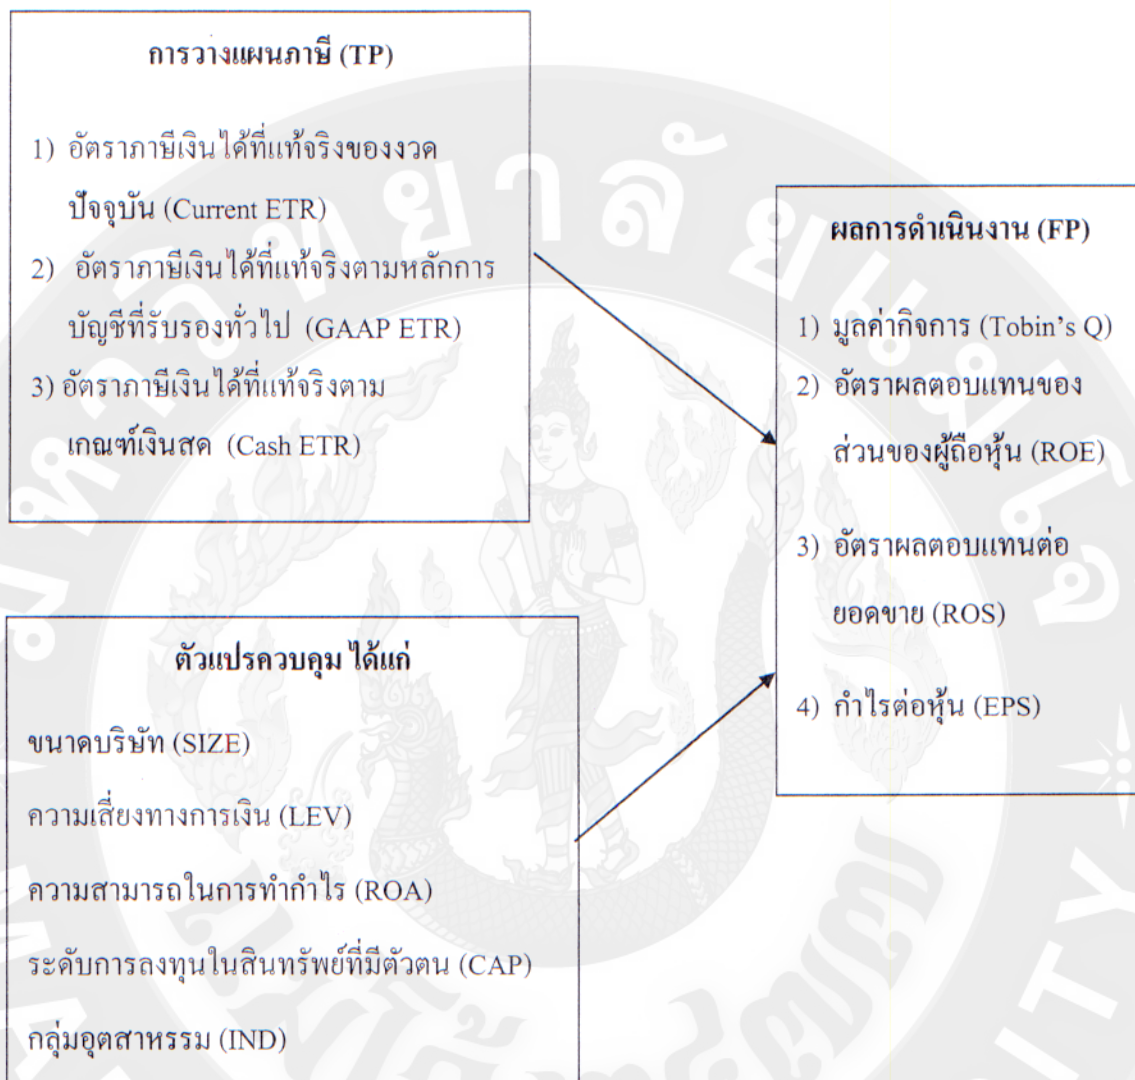 การวางแผนภาษี (TP)
1) อัตราภาษีเงินได้ที่แท้จริงของงวด
ปัจจุบัน (Current ETR)
2) อัตราภาษีเงินได้ที่แท้จริงตามหลักการ
บัญชีที่รับรองทั่วไป (GAAP ETR)
3) อัตราภาษีเงินได้ที่แท้จริงตาม
เกณฑ์เงินสด (Cash ETR)
ผลการดำเนินงาน (FP)
1) มูลค่ากิจการ (Tobin's Q)
2) อัตราผลตอบแทนของ
ส่วนของผู้ถือหุ้น (ROE)
3) อัตราผลตอบแทนต่อ
ยอดขาย (ROS)
4) กำไรต่อหุ้น (EPS)
ตัวแปรควบคุม ได้แก่
ขนาดบริษัท (SIZE)
ความเสี่ยงทางการเงิน (LEV)
ความสามารถในการทำกำไร (ROA)
ระดับการลงทุนในสินทรัพย์ที่มีตัวตน (CAP)
กลุ่มอุตสาหรรม (IND)